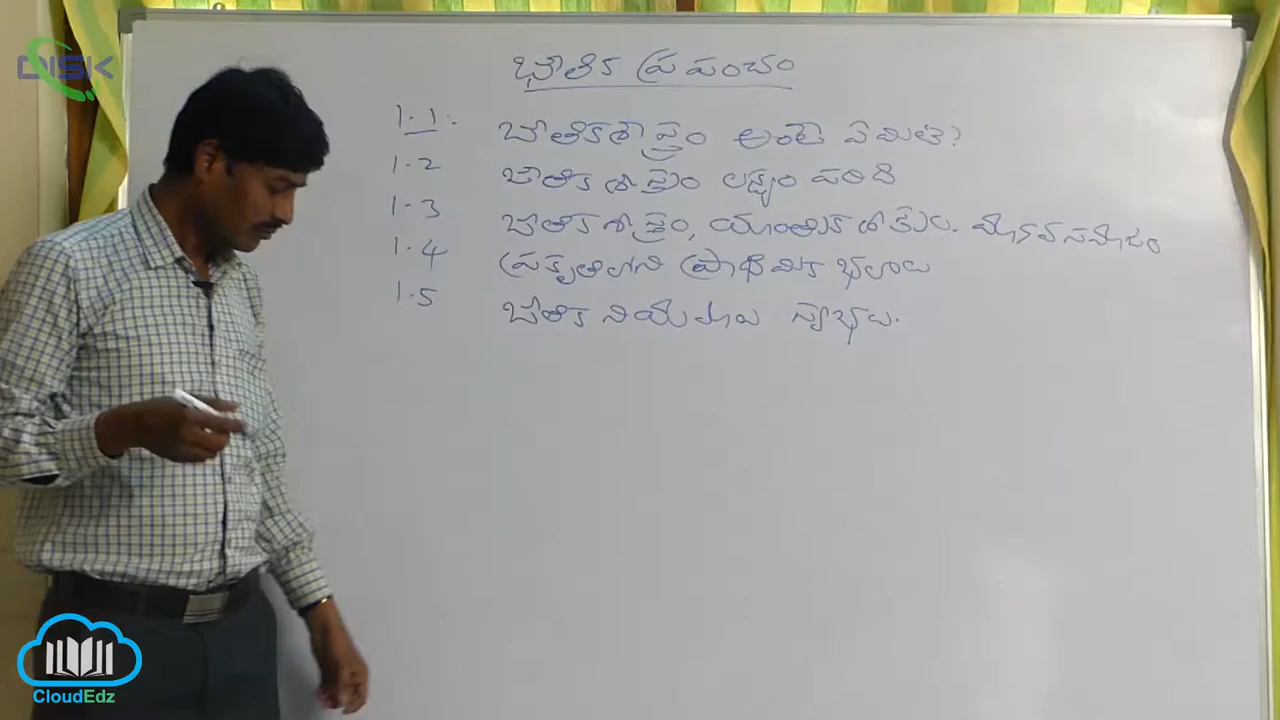 DISK
భౌతిక ప్రపంచం
1.1: భౌతికశాస్త్రం అంటే ఏమిటి?
1.2 భౌతిక శాస్త్రం లక్ష్యం పరిధి
1.3 భౌతిక శాస్త్రం, యాంత్రిక శాస్త్రం. మానవ సమాజం
1.4 ప్రకృతిలోని ప్రాథమిక బలాలు
1.5 భౌతిక నియమాల స్వభావం.
CloudEdz